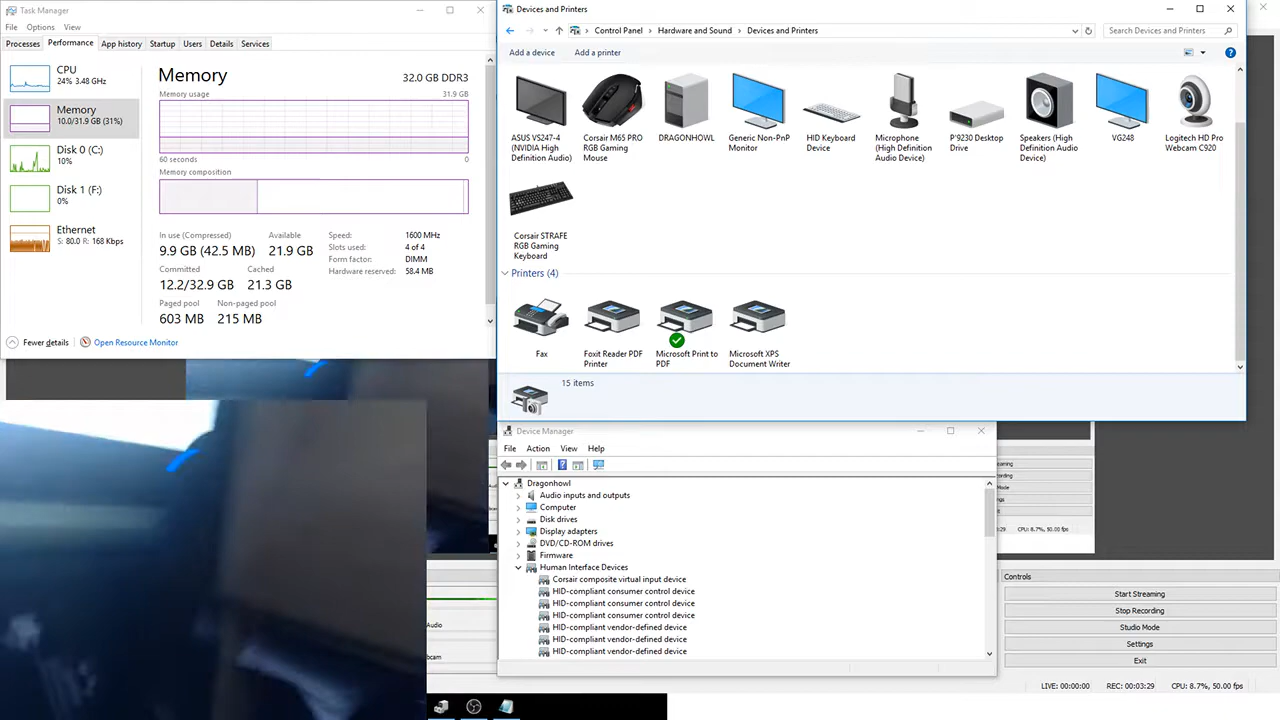 Task Manager
File Options View
Processes Performance App history Startup Users Details Services
CPU
24% 3.48 GHz
Memory
10.0/31.9 GB (31%)
Disk 0 (C:)
10%
Disk 1 (F:)
0%
Ethernet
S: 80.0 R: 168 Kbps
Memory 32.0 GB DDR3
Memory usage 31.9 GB
60 seconds 0
Memory composition
In use (Compressed) Available
9.9 GB (42.5 MB) 21.9 GB
Committed Cached
12.2/32.9 GB 21.3 GB
Paged pool Non-paged pool
603 MB 215 MB
Speed: 1600 MHz
Slots used: 4 of 4
Form factor: DIMM
Hardware reserved: 58.4 MB
Fewer details Open Resource Monitor
Devices and Printers
Control Panel Hardware and Sound Devices and Printers
Search Devices and Printers
Add a device Add a printer
ASUS VS247-4
(NVIDIA High
Definition Audio)
Corsair M65 PRO
RGB Gaming
Mouse
DRAGONHOWL
Generic Non-PnP
Monitor
HID Keyboard
Device
Microphone
(High Definition
Audio Device)
P'9230 Desktop
Drive
Speakers (High
Definition Audio
Device)
VG248
Logitech HD Pro
Webcam C920
Corsair STRAFE
RGB Gaming
Keyboard
Printers (4)
Fax
Foxit Reader PDF
Printer
Microsoft Print to
PDF
Microsoft XPS
Document Writer
15 items
Device Manager
File Action View Help
Dragonhowl
Audio inputs and outputs
Computer
Disk drives
Display adapters
DVD/CD-ROM drives
Firmware
Human Interface Devices
Corsair composite virtual input device
HID-compliant consumer control device
HID-compliant consumer control device
HID-compliant consumer control device
HID-compliant vendor-defined device
HID-compliant vendor-defined device
HID-compliant vendor-defined device
Audio
CPU: 8.7%, 50.00 fps
Controls
Start Streaming
Stop Recording
Studio Mode
Settings
Exit
LIVE: 00:00:00 REC: 00:03:29 CPU: 8.7%, 50.00 fps